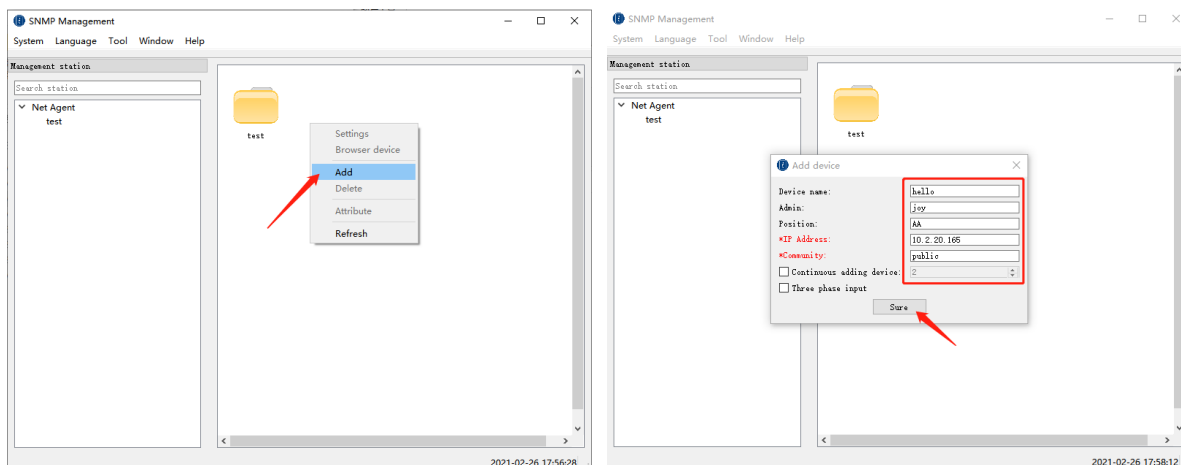 SNMP Management
System Language Tool Window Help
Management station
Search station
Net Agent
test
test
Settings
Browser device
Add
Delete
Attribute
Refresh
2021-02-26 17:56:28
SNMP Management
System Language Tool Window Help
Management station
Search station
Net Agent
test
test
Add device
Device name: hello
Admin: joy
Position: AA
*IP Address: 10.2.20.165
*Community: public
Continuous adding device: 2
Three phase input
Sure
2021-02-26 17:58:12